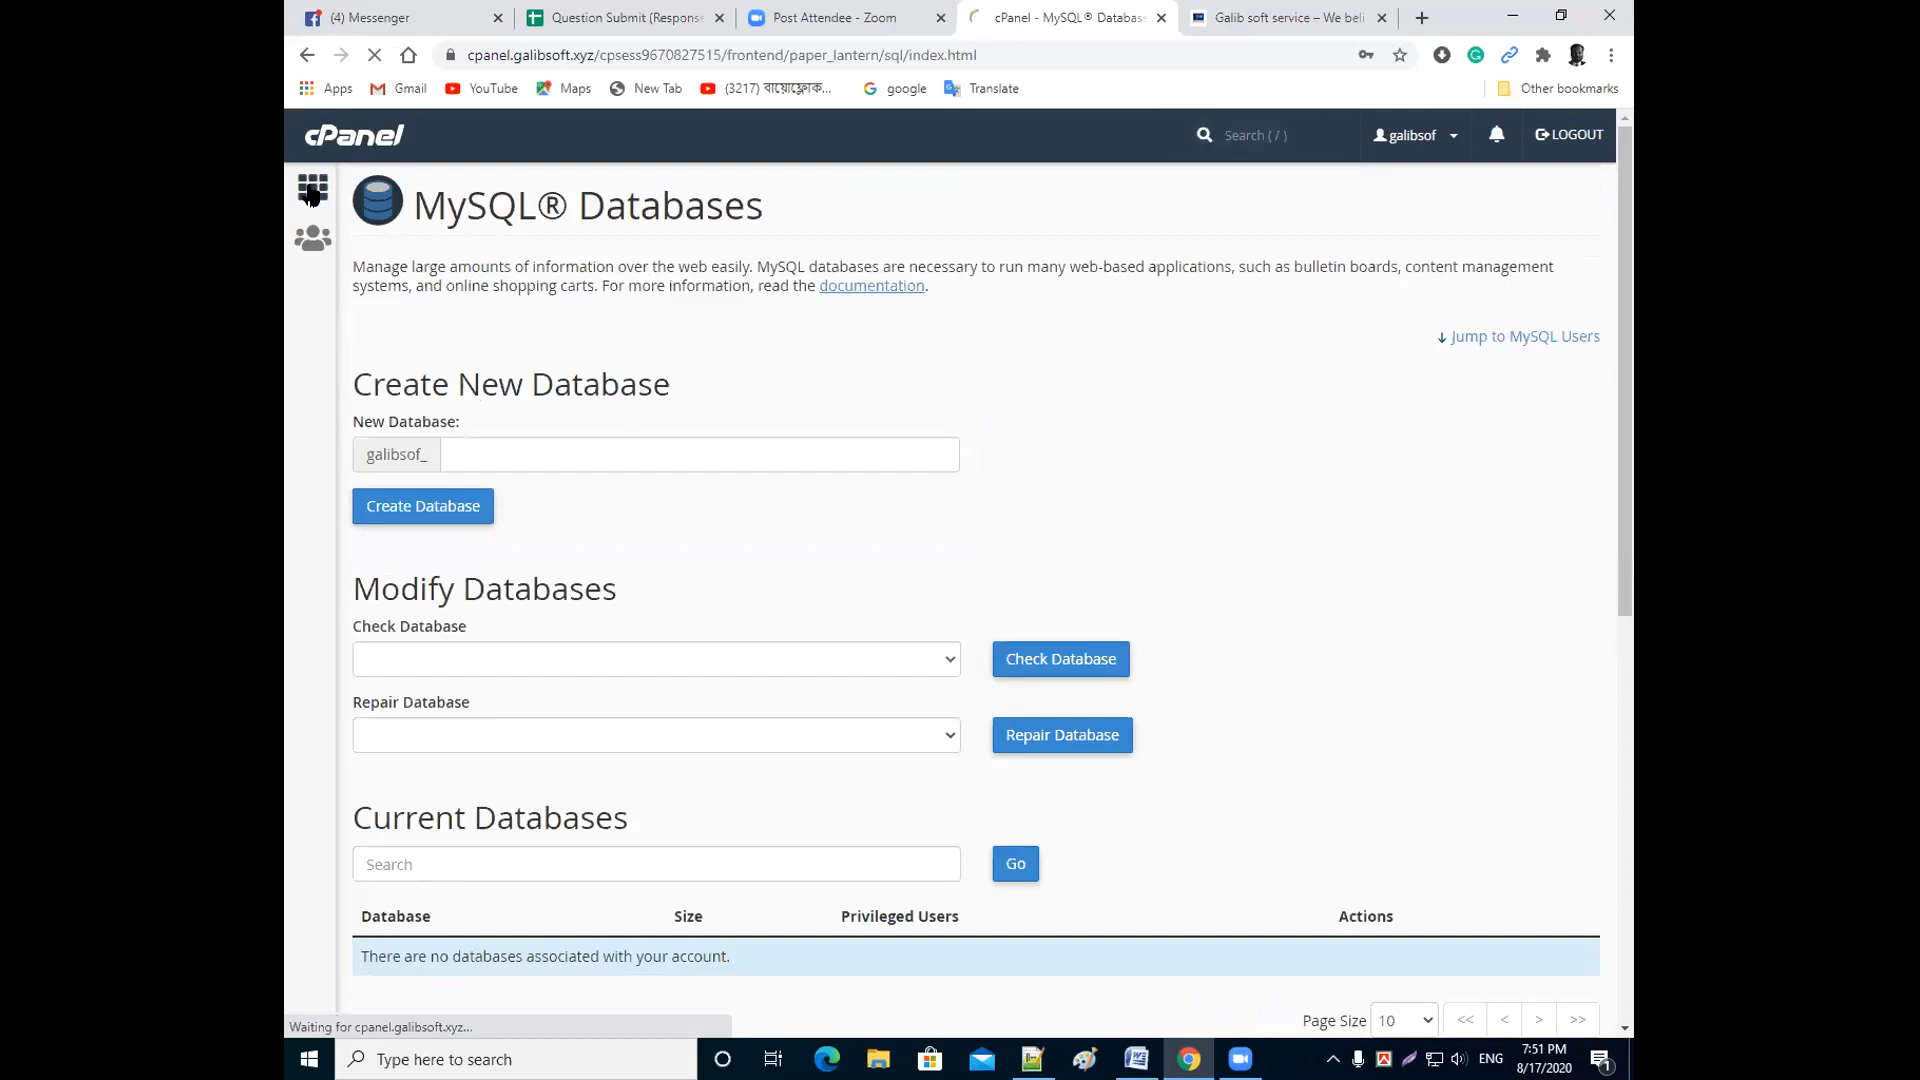 (4) Messenger
Question Submit (Response
Post Attendee - Zoom
cPanel - MySQL® Databas
Galib soft service – We beli
cpanel.galibsoft.xyz/cpsess9670827515/frontend/paper_lantern/sql/index.html
Apps
Gmail
YouTube
Maps
New Tab
(3217) বায়োফ্লোক...
google
Translate
Other bookmarks
cPanel
Search ( / )
galibsof
LOGOUT
MySQL® Databases
Manage large amounts of information over the web easily. MySQL databases are necessary to run many web-based applications, such as bulletin boards, content management
systems, and online shopping carts. For more information, read the documentation.
Jump to MySQL Users
Create New Database
New Database:
galibsof_
Create Database
Modify Databases
Check Database
Check Database
Repair Database
Repair Database
Current Databases
Search
Go
Database Size Privileged Users Actions
There are no databases associated with your account.
Page Size 10 << < > >>
Waiting for cpanel.galibsoft.xyz...
Type here to search
ENG
7:51 PM
8/17/2020
1